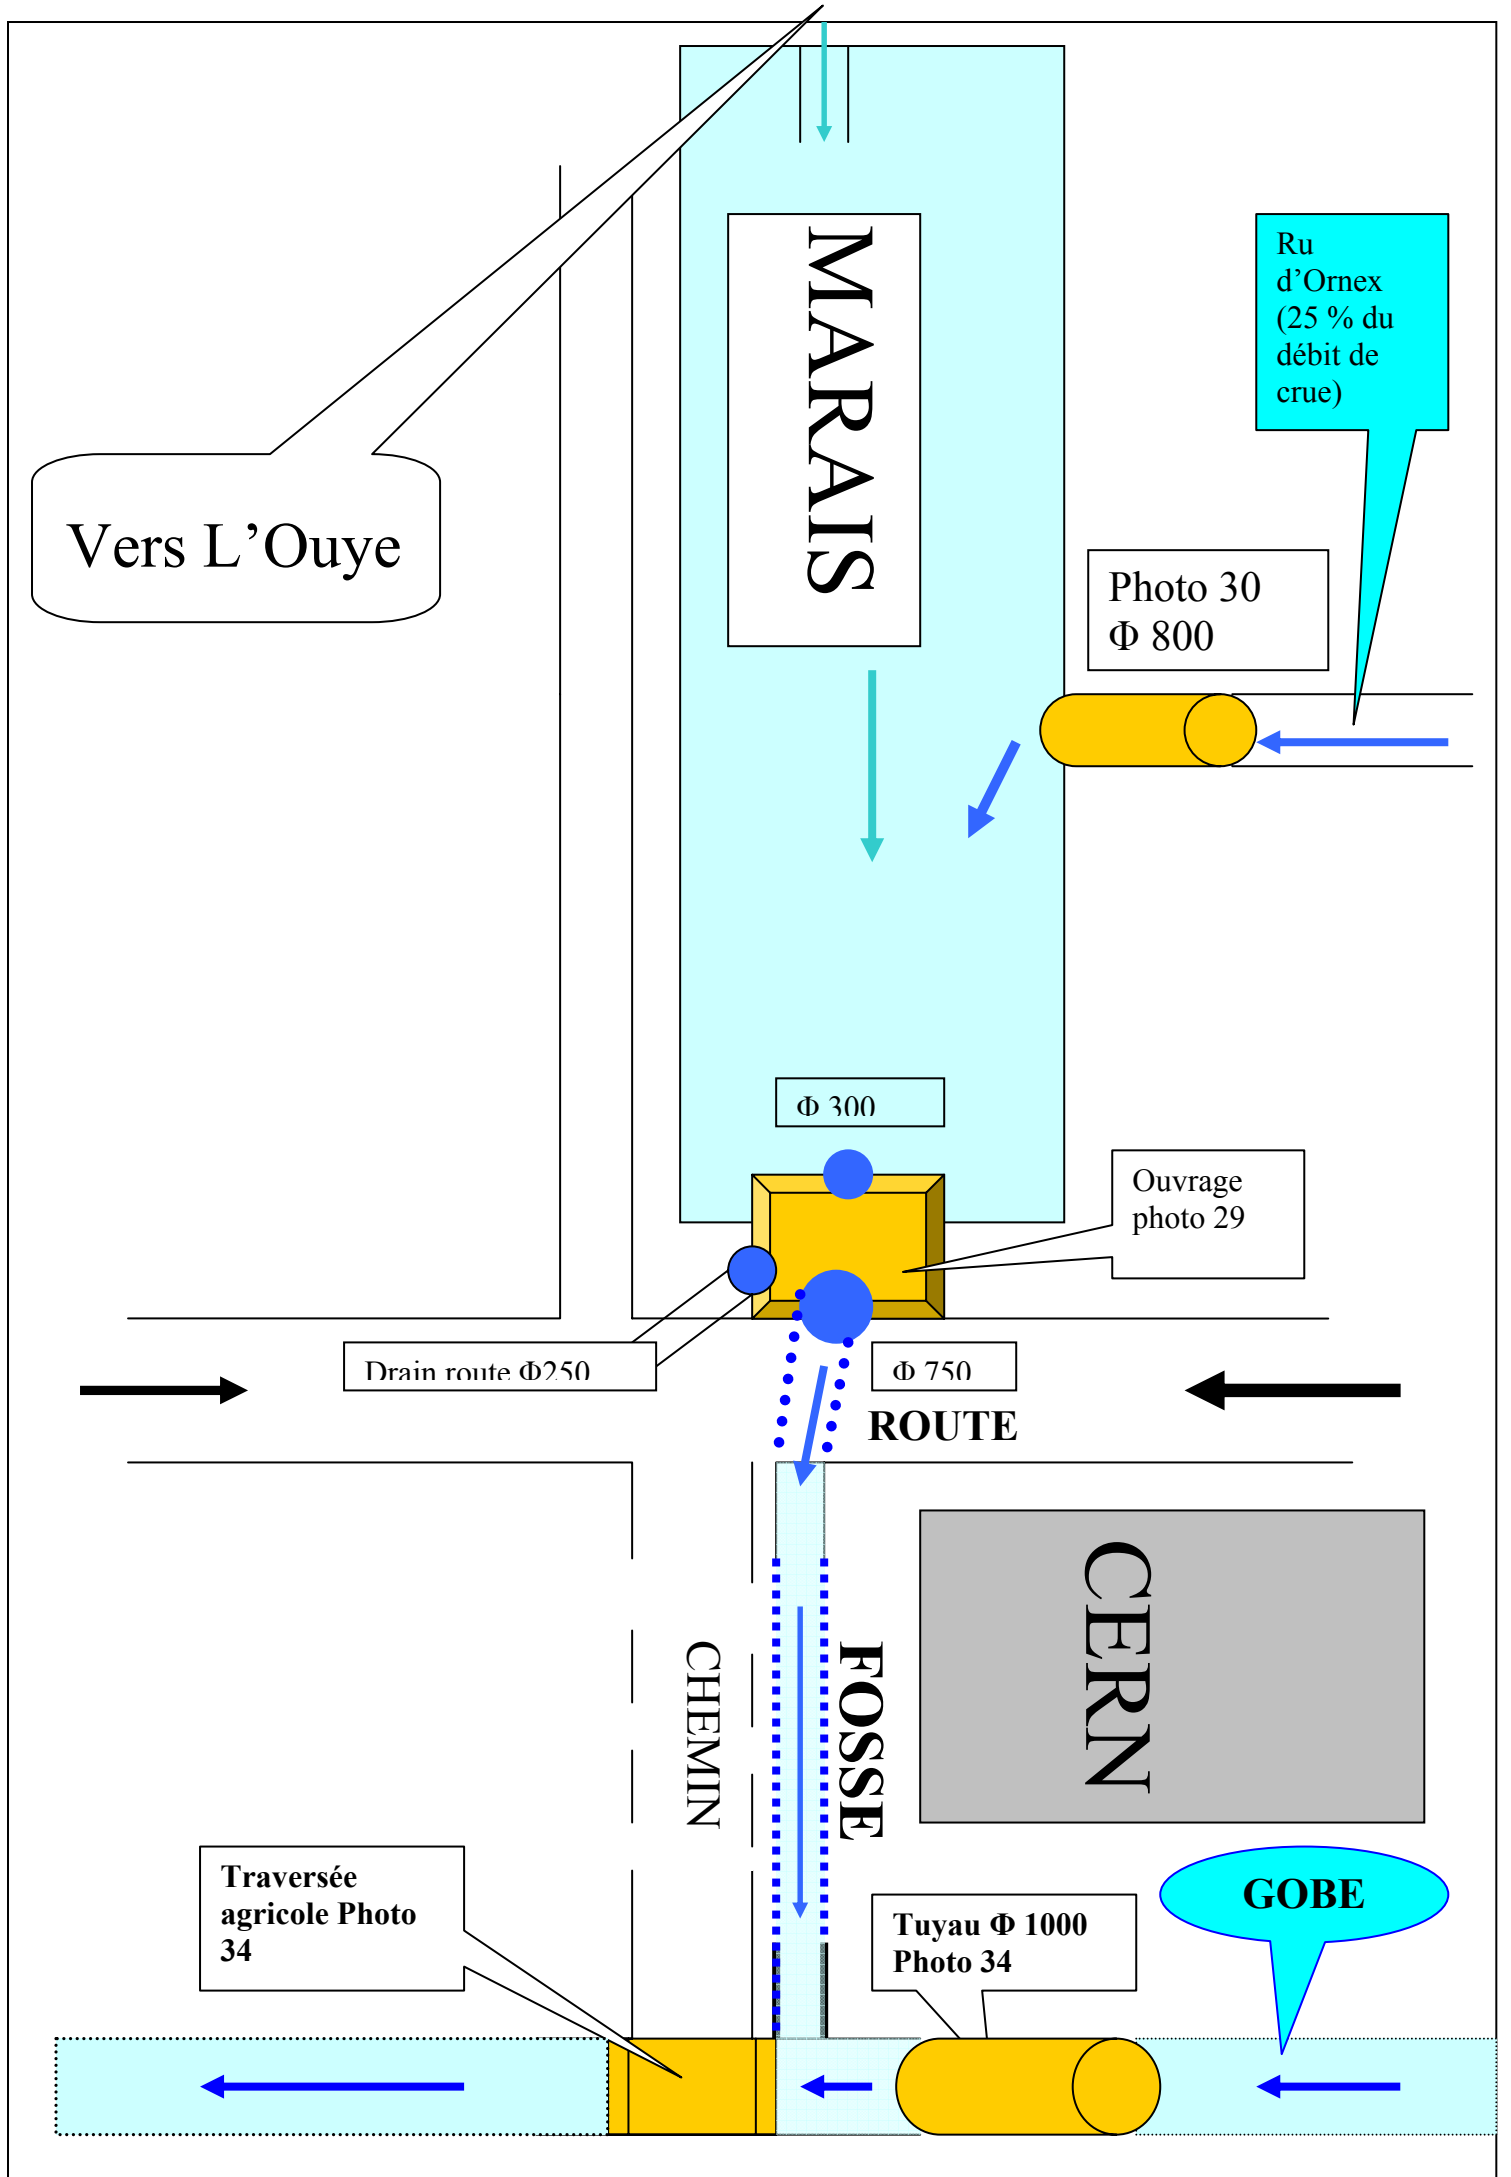 MARAIS
Ru
d’Ornex
(25 % du
débit de
crue)
Vers L’Ouye
Photo 30
Φ 800
Φ 300
Ouvrage
photo 29
Drain route Φ250
Φ 750
ROUTE
CERN
CHEMIN
FOSSE
Traversée
agricole Photo
34
Tuyau Φ 1000
Photo 34
GOBE